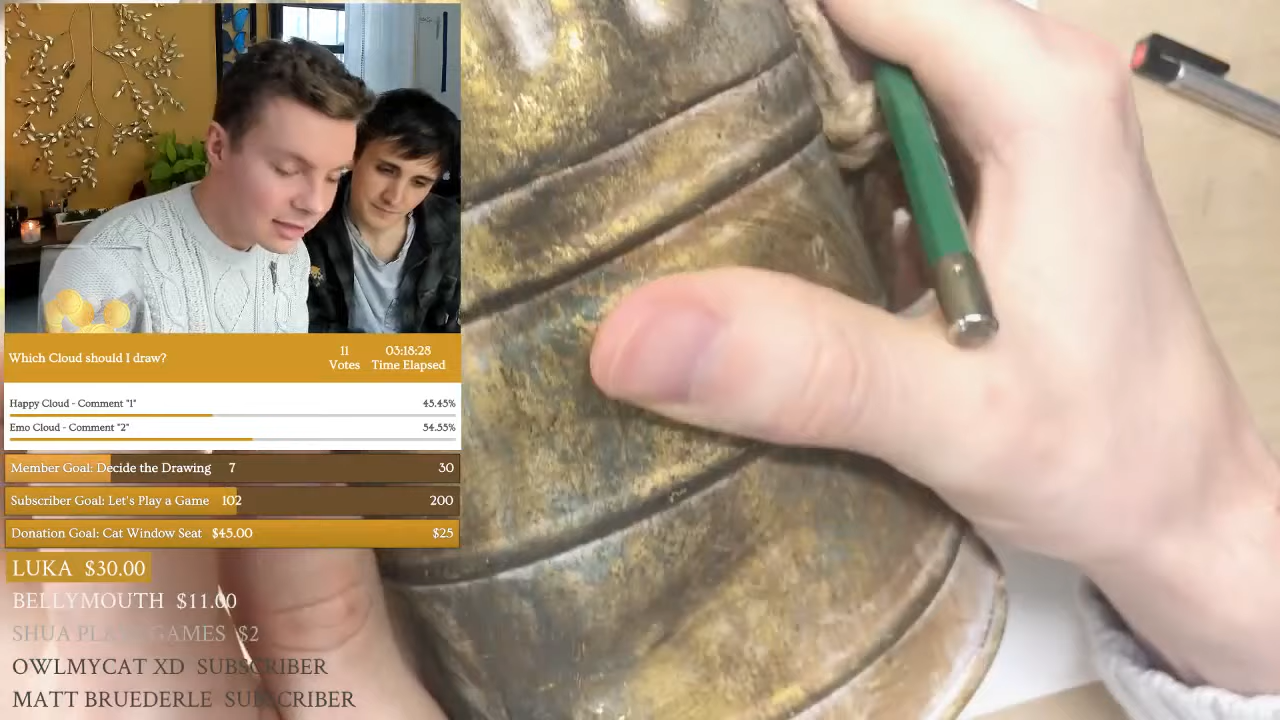 Which Cloud should I draw?
11 Votes
03:18:28 Time Elapsed
Happy Cloud - Comment "1" 45.45%
Emo Cloud - Comment "2" 54.55%
Member Goal: Decide the Drawing 7 30
Subscriber Goal: Let's Play a Game 102 200
Donation Goal: Cat Window Seat $45.00 $25
LUKA $30.00
BELLYMOUTH $11.00
SHUA PLAYS GAMES $2
OWLMYCAT XD SUBSCRIBER
MATT BRUEDERLE SUBSCRIBER